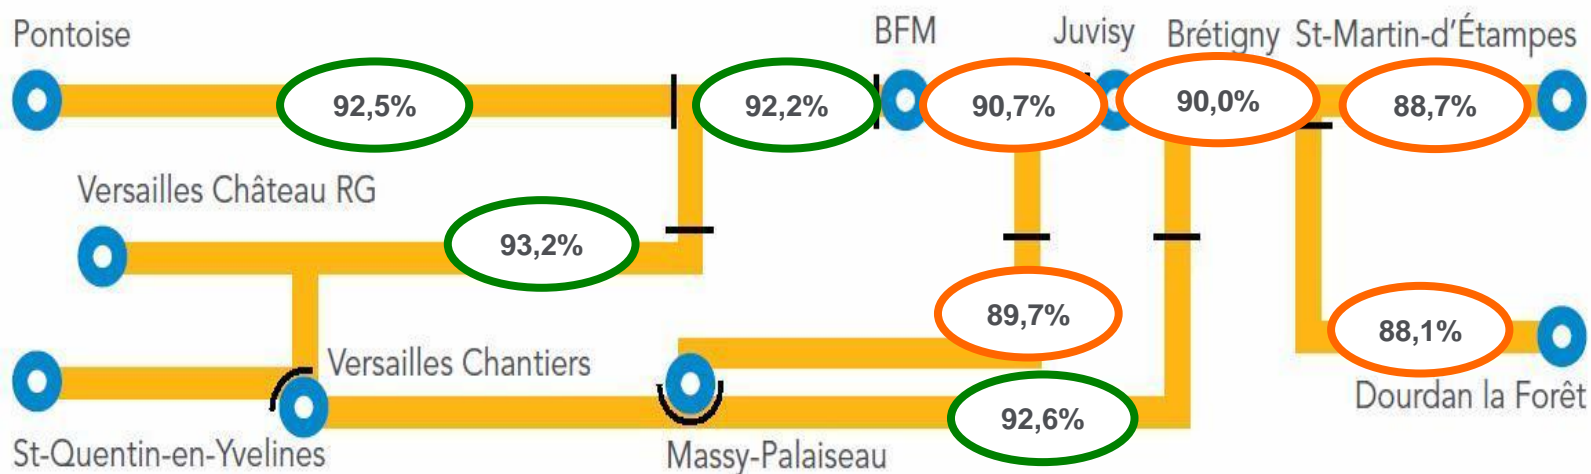 Pontoise
BFM
Juvisy
Brétigny
St-Martin-d'Étampes
92,5%
92,2%
90,7%
90,0%
88,7%
Versailles Château RG
93,2%
89,7%
88,1%
Versailles Chantiers
Dourdan la Forêt
92,6%
St-Quentin-en-Yvelines
Massy-Palaiseau